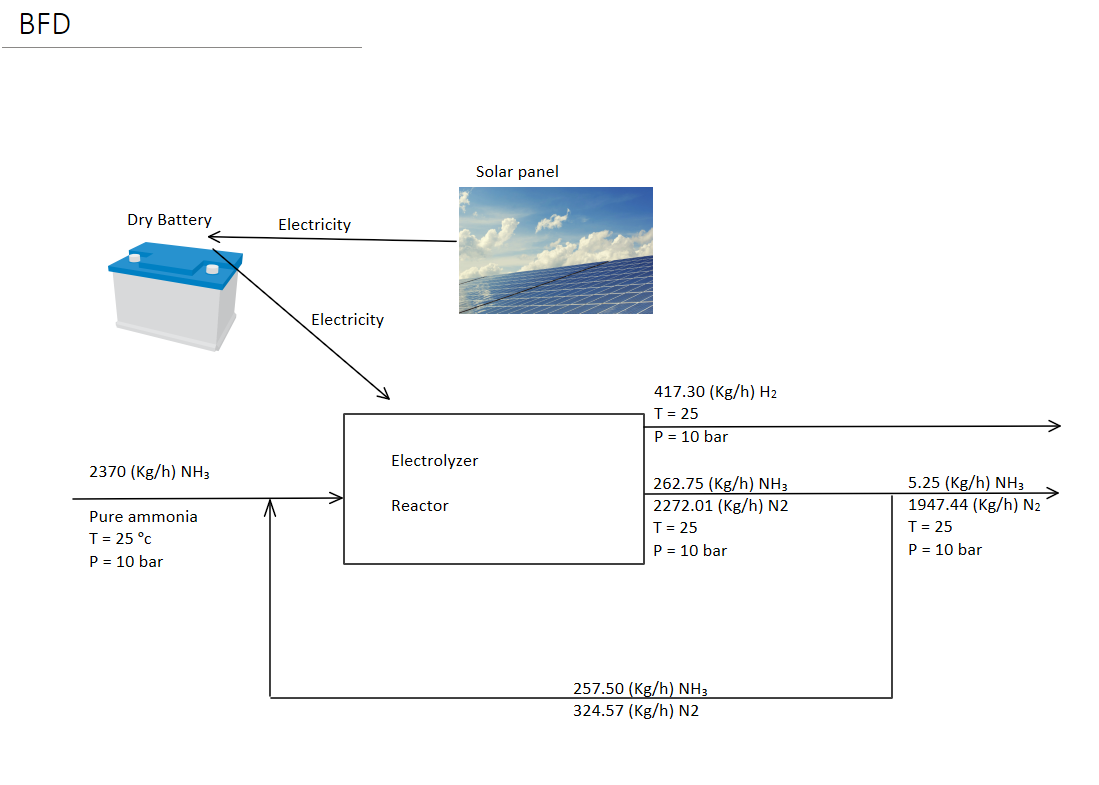 BFD
Solar panel
Dry Battery
Electricity
Electricity
417.30 (Kg/h) H₂
T = 25
P = 10 bar
Electrolyzer
Reactor
2370 (Kg/h) NH₃
Pure ammonia
T = 25 ºc
P = 10 bar
262.75 (Kg/h) NH₃
2272.01 (Kg/h) N2
T = 25
P = 10 bar
5.25 (Kg/h) NH₃
1947.44 (Kg/h) N₂
T = 25
P = 10 bar
257.50 (Kg/h) NH₃
324.57 (Kg/h) N2